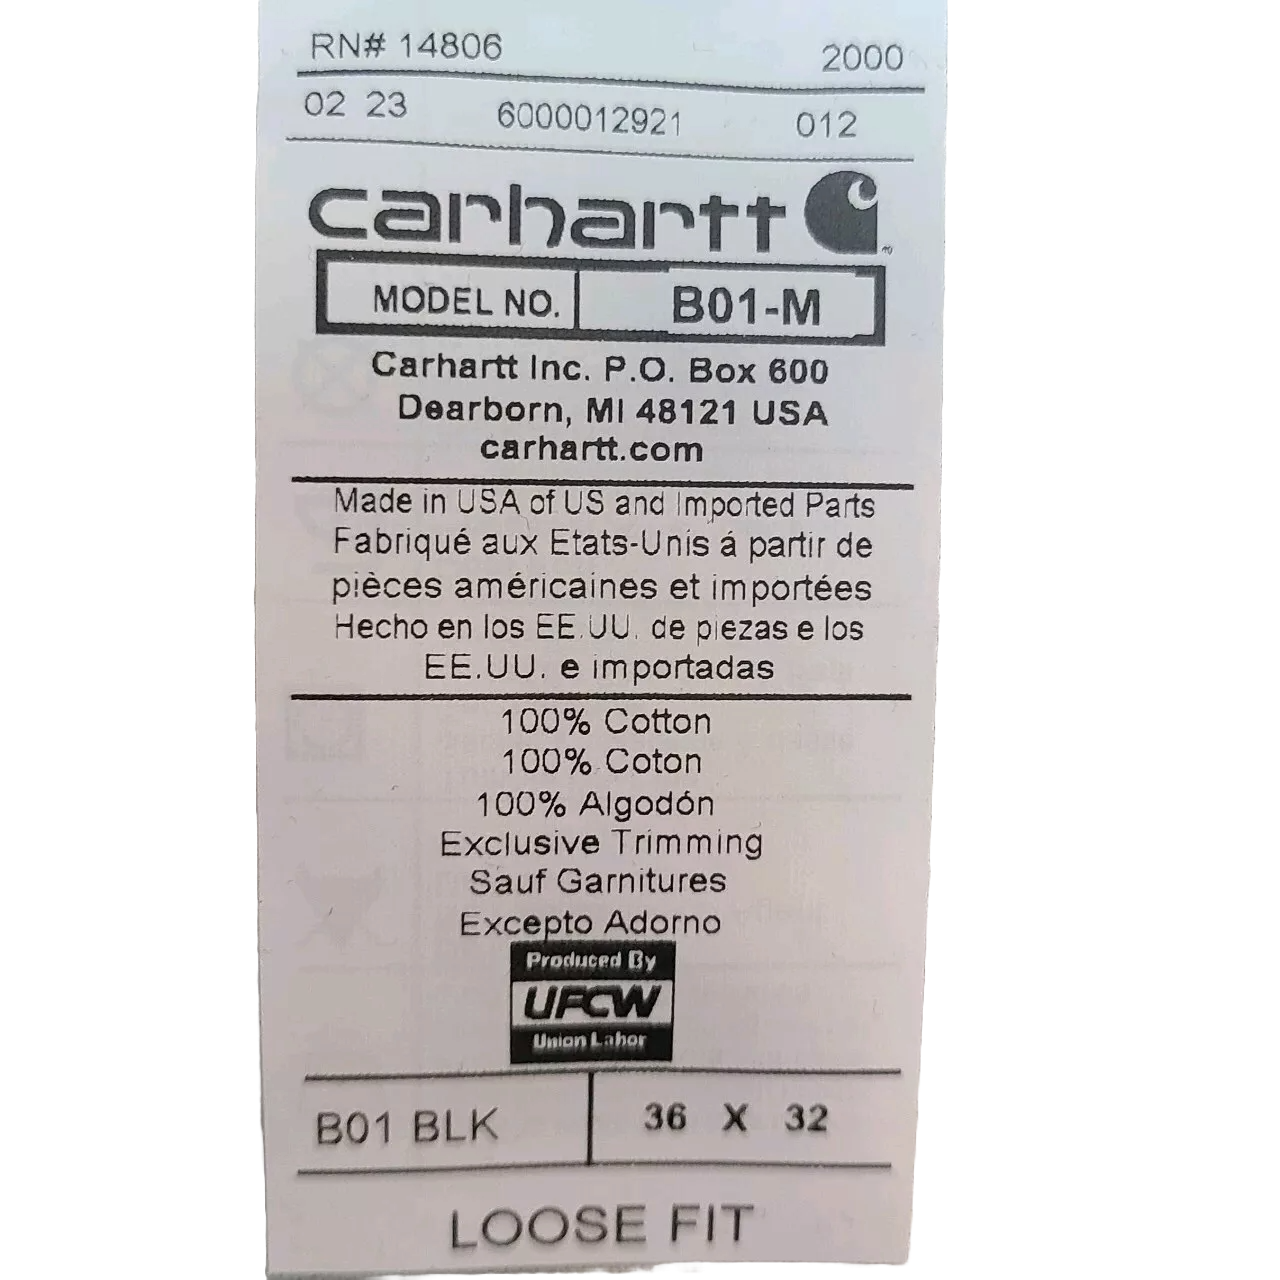 RN# 14806 2000
02 23 6000012921 012
carhartt
MODEL NO. B01-M
Carhartt Inc. P.O. Box 600
Dearborn, MI 48121 USA
carhartt.com
Made in USA of US and Imported Parts
Fabriqué aux Etats-Unis á partir de
pièces américaines et importées
Hecho en los EE.UU. de piezas e los
EE.UU. e importadas
100% Cotton
100% Coton
100% Algodón
Exclusive Trimming
Sauf Garnitures
Excepto Adorno
Produced By
UFCW
Union Labor
B01 BLK 36 X 32
LOOSE FIT